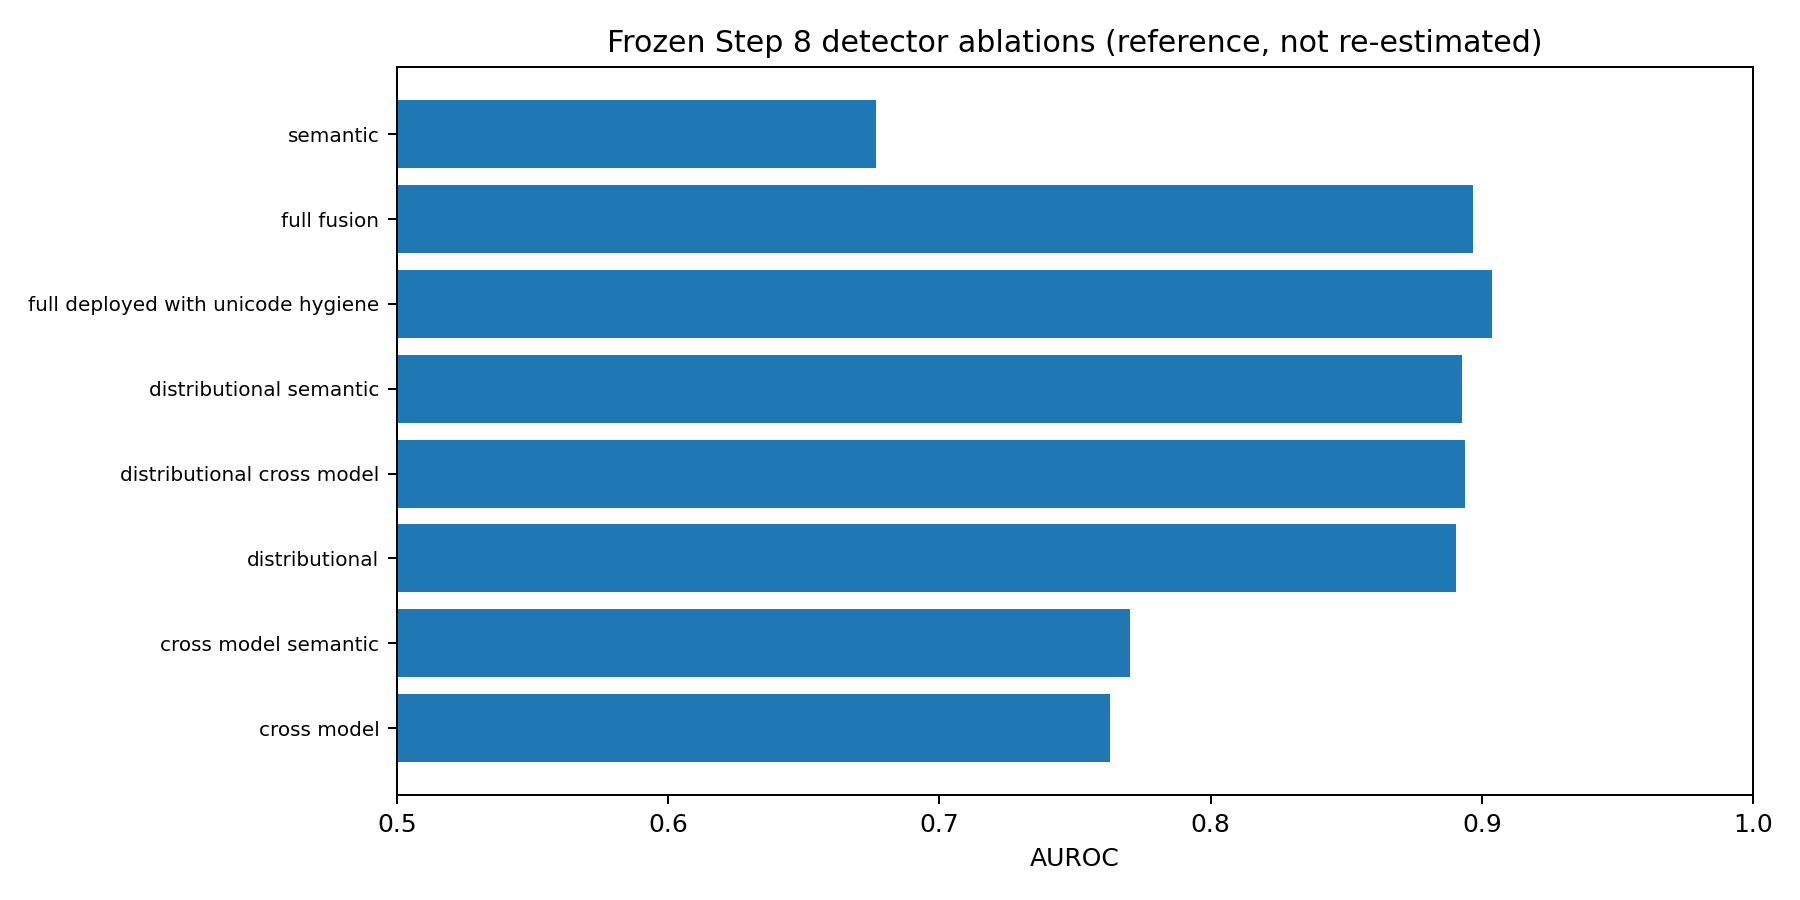 Frozen Step 8 detector ablations (reference, not re-estimated)
semantic
full fusion
full deployed with unicode hygiene
distributional semantic
distributional cross model
distributional
cross model semantic
cross model
0.5 0.6 0.7 0.8 0.9 1.0
AUROC